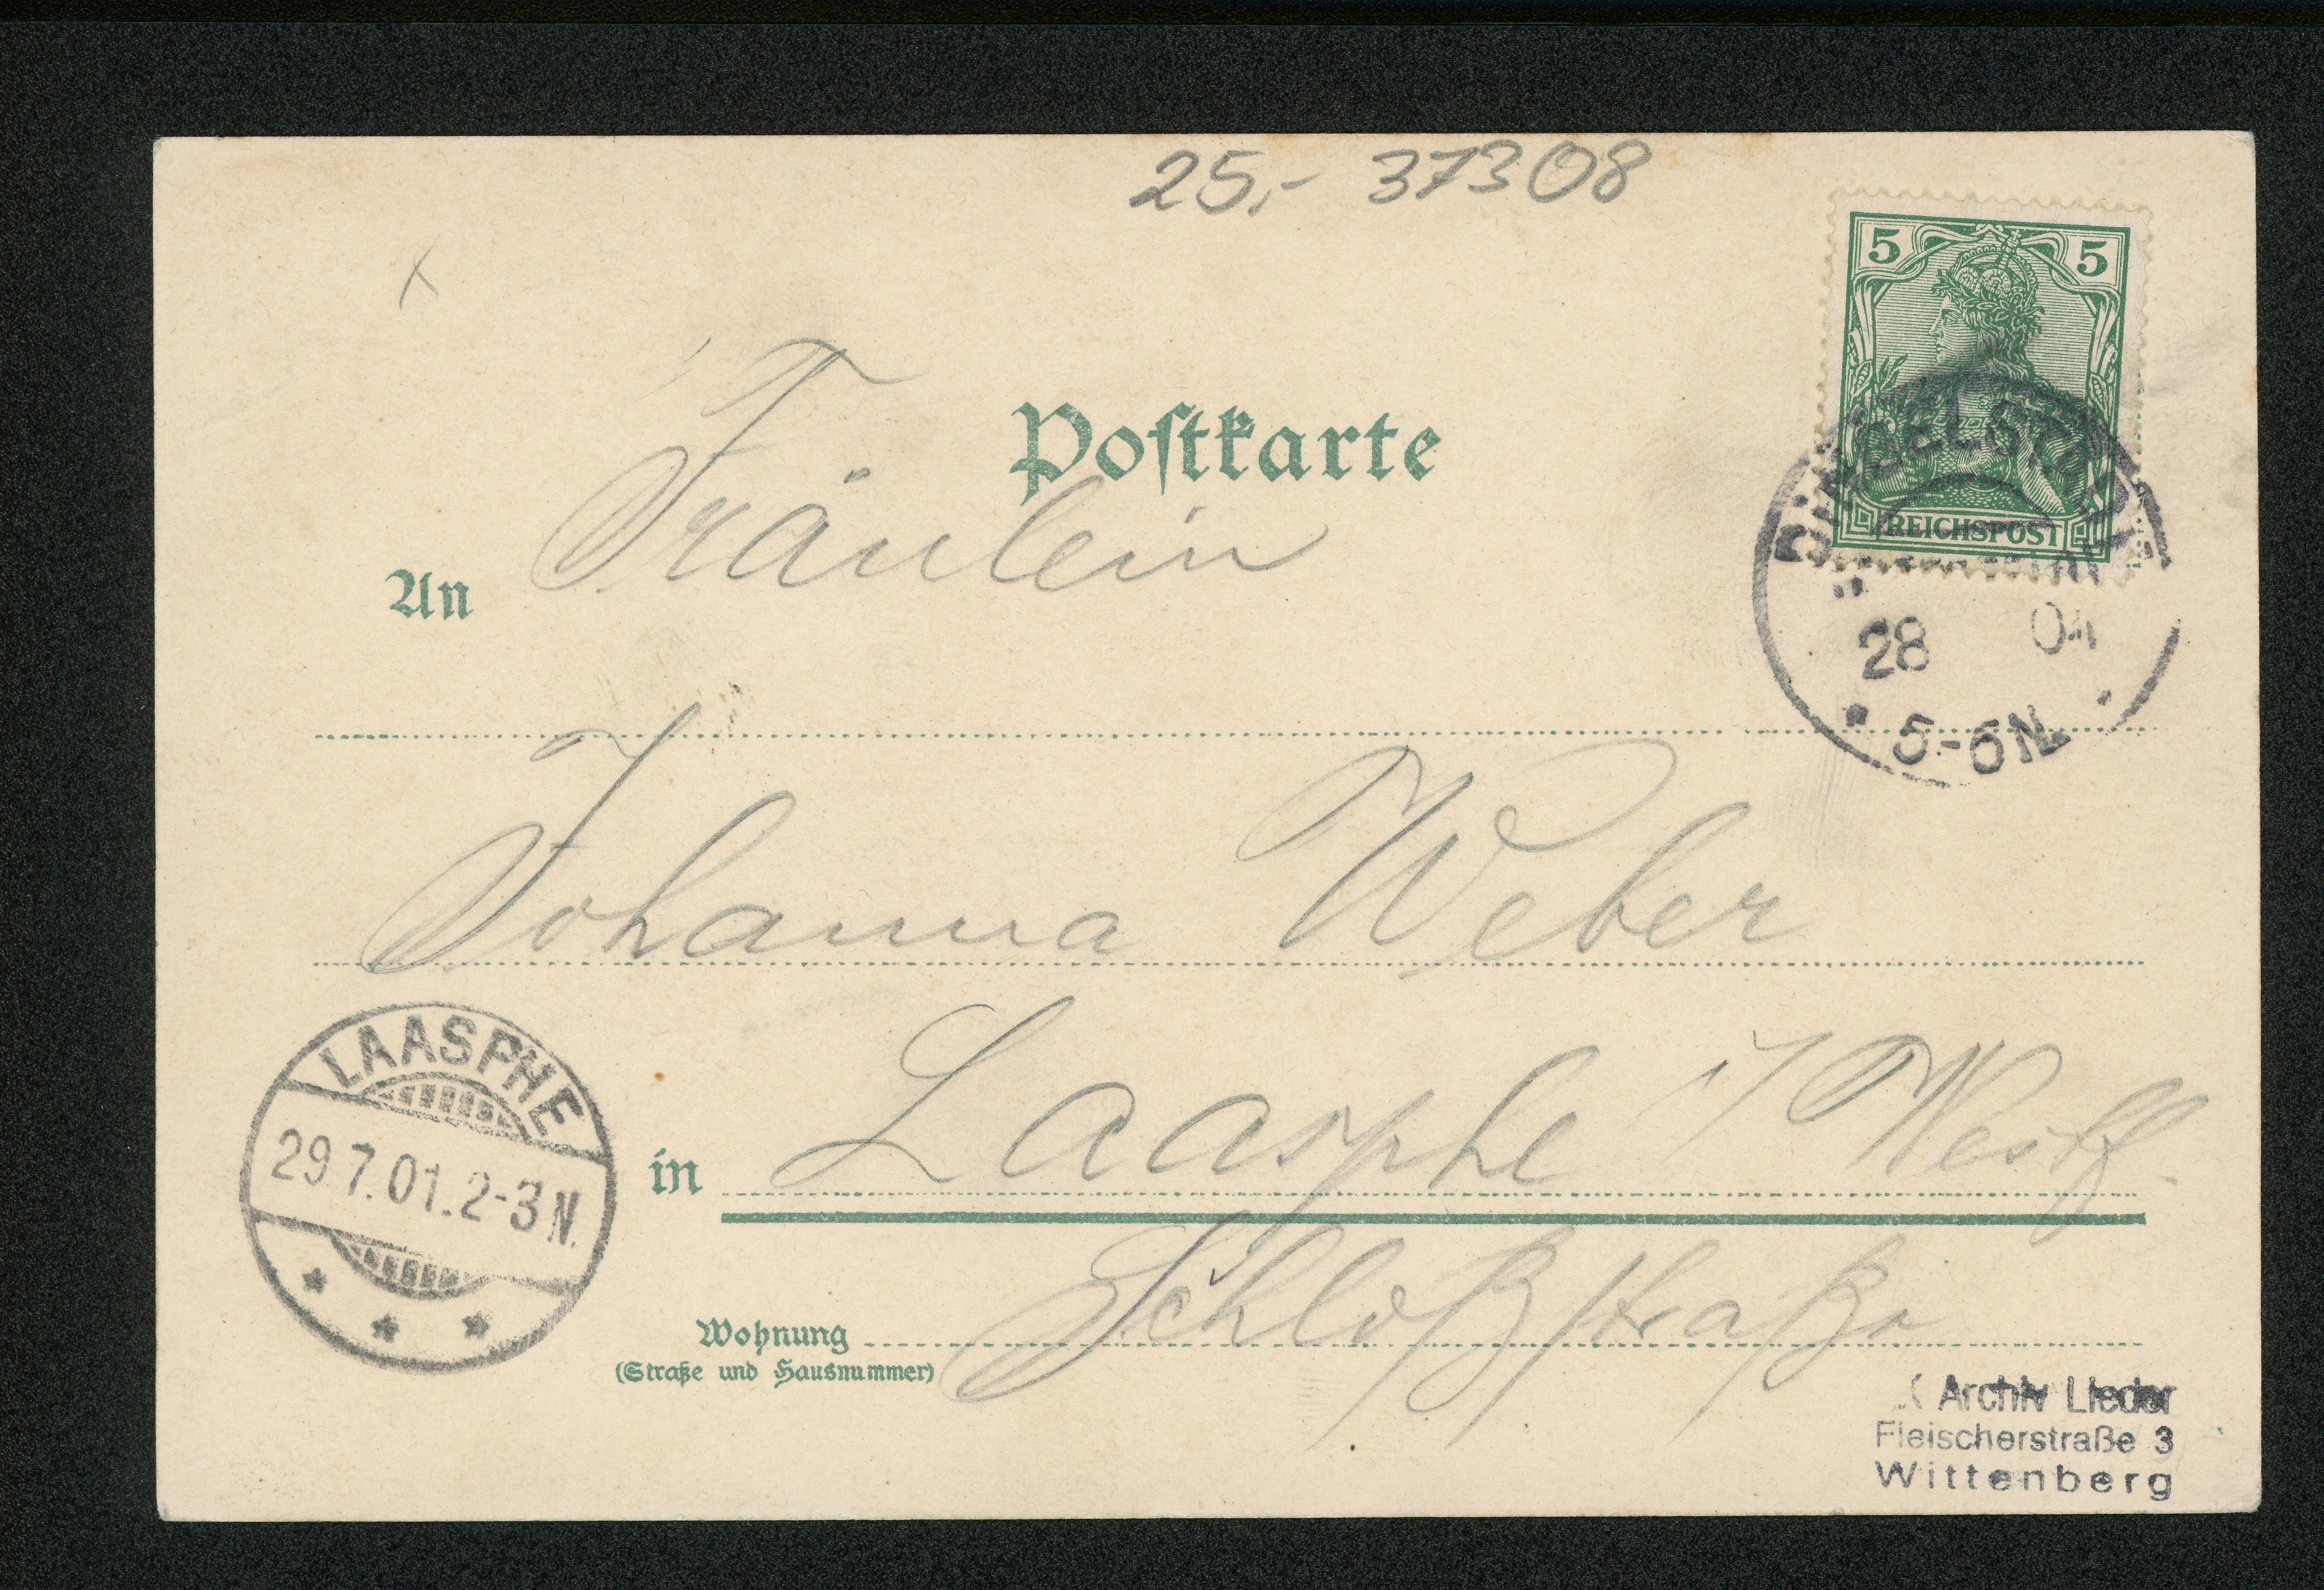 25,- 37308
5 5
REICHSPOST
28 01
5-6N
Postkarte
An Fräulein
Johanna Weber
in Laasphe i/ Westf.
Wohnung Schloßstraße
(Straße und Hausnummer)
LAASPHE
29 7.01.2-3N.
Archiv Lieder
Fleischerstraße 3
Wittenberg